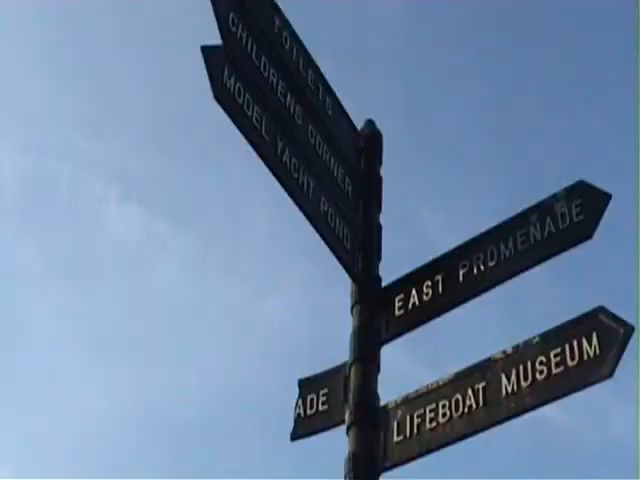 TOILETS
CHILDRENS CORNER
MODEL YACHT POND
EAST PROMENADE
ADE
LIFEBOAT MUSEUM